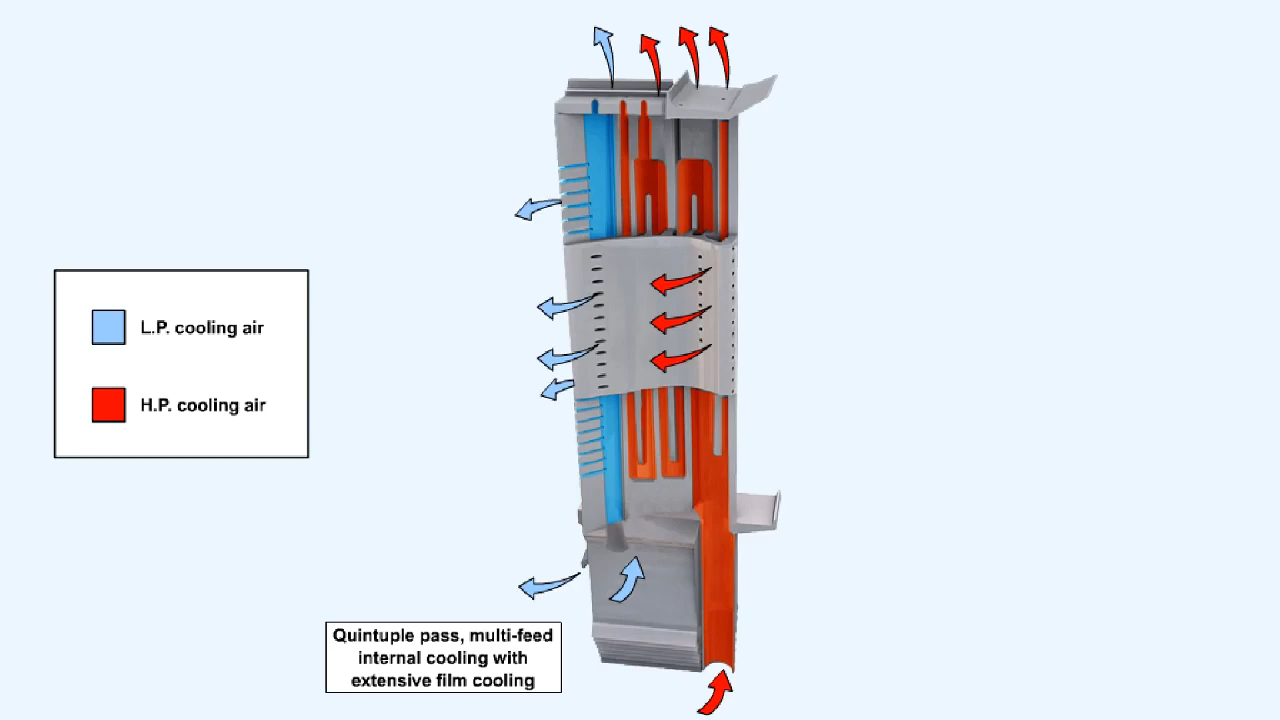 L.P. cooling air
H.P. cooling air
Quintuple pass, multi-feed
internal cooling with
extensive film cooling